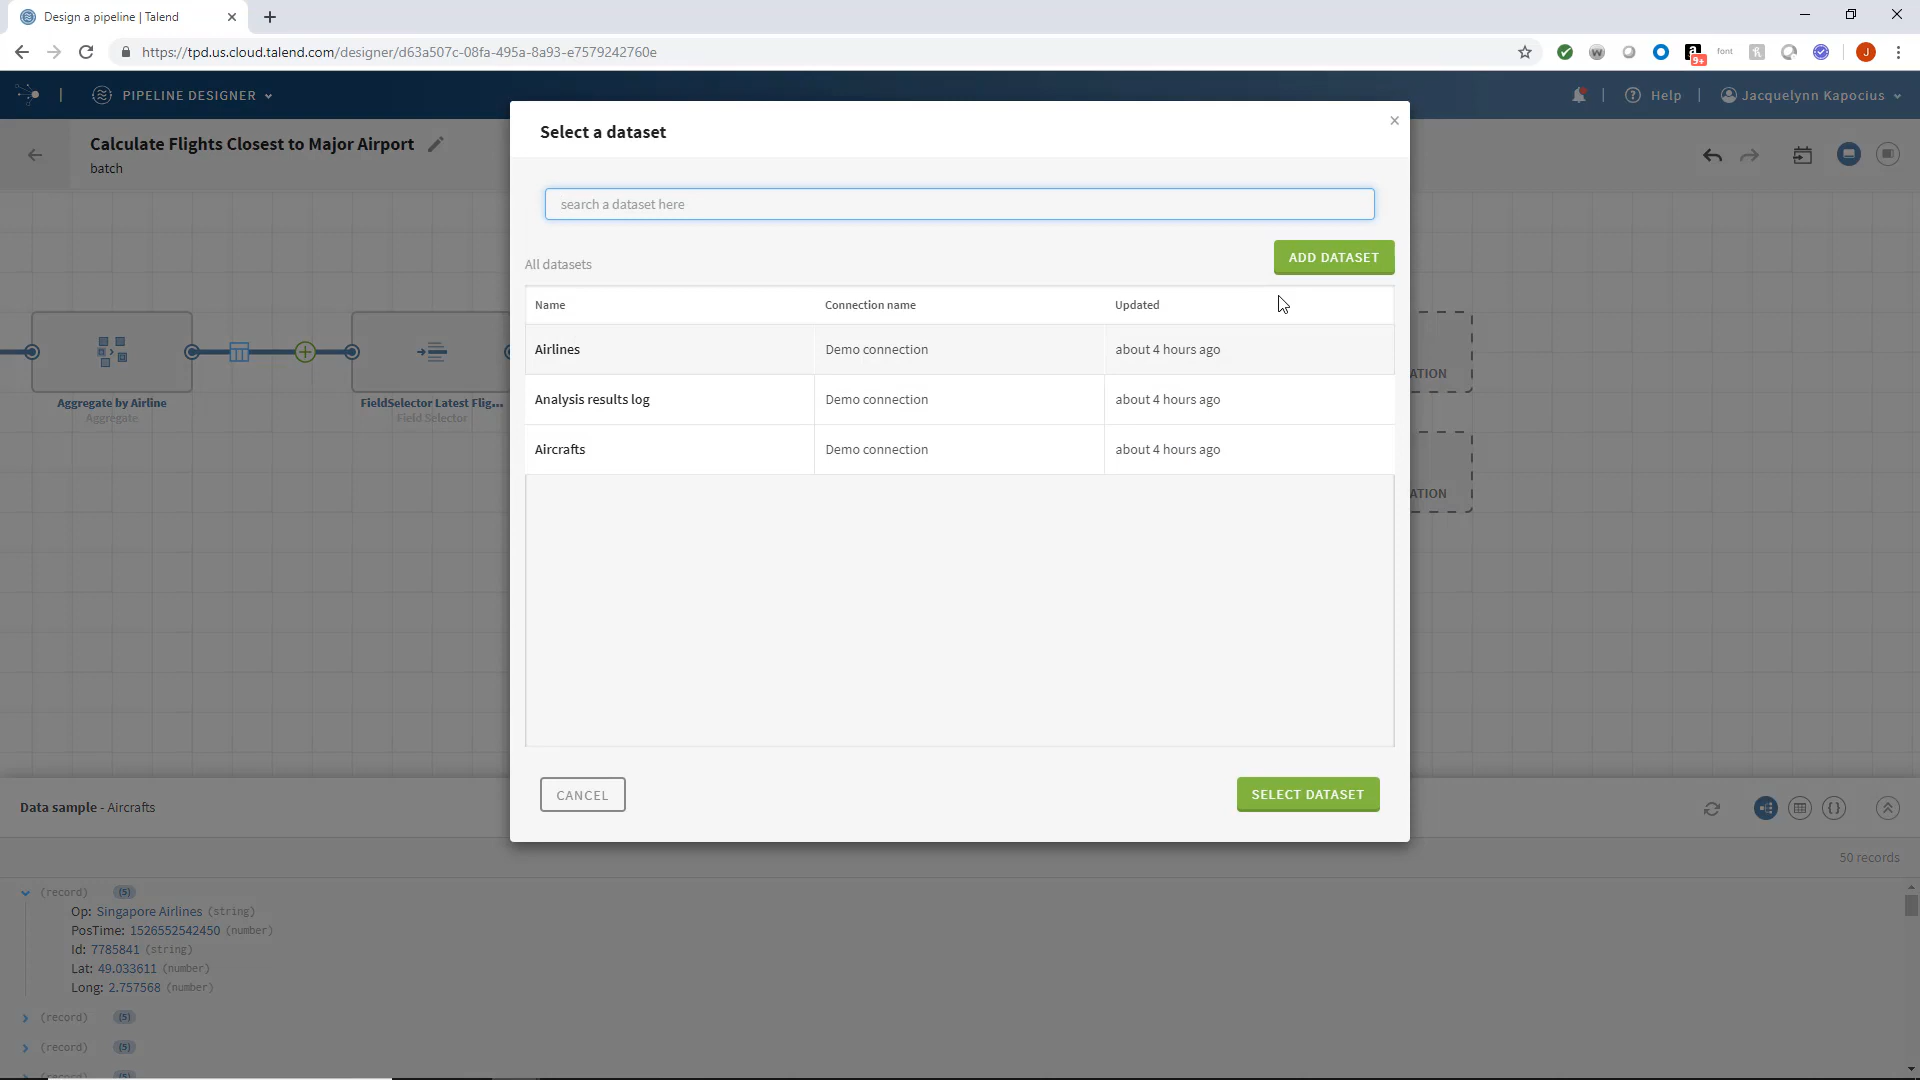 Design a pipeline | Talend
https://tpd.us.cloud.talend.com/designer/d63a507c-08fa-495a-8a93-e7579242760e
font
9+
J
PIPELINE DESIGNER
Help
Jacquelynn Kapocius
Calculate Flights Closest to Major Airport
batch
Select a dataset
search a dataset here
All datasets
ADD DATASET
Name Connection name Updated
Airlines Demo connection about 4 hours ago
Analysis results log Demo connection about 4 hours ago
Aircrafts Demo connection about 4 hours ago
Aggregate by Airline
Aggregate
FieldSelector Latest Flig...
Field Selector
ATION
ATION
CANCEL
SELECT DATASET
Data sample - Aircrafts
50 records
(record) (5)
Op: Singapore Airlines (string)
PosTime: 1526552542450 (number)
Id: 7785841 (string)
Lat: 49.033611 (number)
Long: 2.757568 (number)
(record) (5)
(record) (5)
(record) (5)